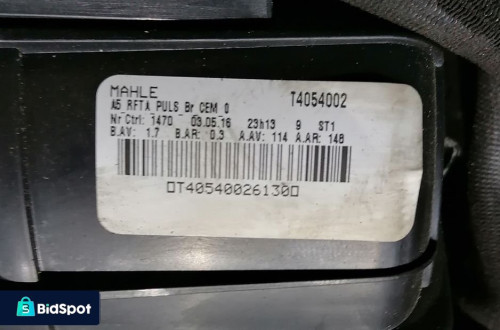 MAHLE T4054002
A5 RFTA PULS Br CEM 0
Nr Ctrl: 1470 - 03.05.16 23h13 9 ST1
B.AV: 1.7 B.AR: 0.3 A.AV: 114 A.AR: 148
T40540026130
BidSpot